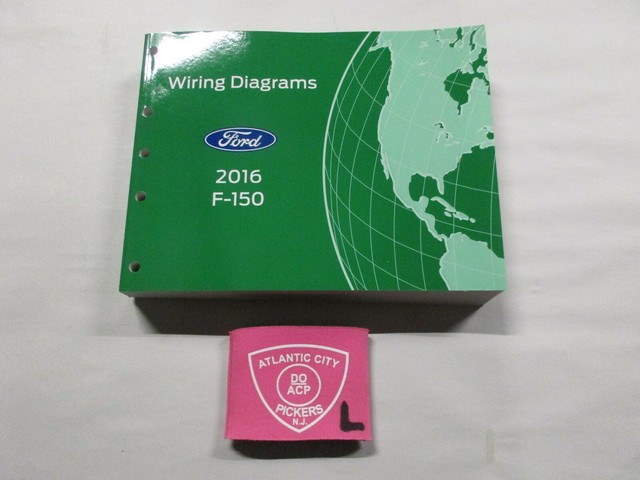 Wiring Diagrams
Ford
2016
F-150
ATLANTIC CITY
DO
ACP
PICKERS
N.J.
L